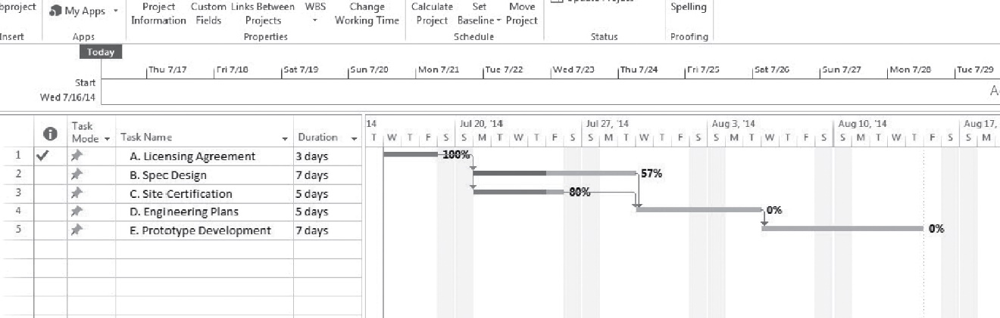 bproject
My Apps
Project Information
Custom Fields
Links Between Projects
WBS
Change Working Time
Calculate Project
Set Baseline
Move Project
Spelling
nsert
Apps
Properties
Schedule
Status
Proofing
Today
Thu 7/17 Fri 7/18 Sat 7/19 Sun 7/20 Mon 7/21 Tue 7/22 Wed 7/23 Thu 7/24 Fri 7/25 Sat 7/26 Sun 7/27 Mon 7/28 Tue 7/29
Start
Wed 7/16/14
14 Jul 20, '14 Jul 27, '14 Aug 3, '14 Aug 10, '14 Aug 17,
Task Mode Task Name Duration
T W T F S S M T W T F S S M T W T F S S M T W T F S S M T W T F S S M
1 A. Licensing Agreement 3 days 100%
2 B. Spec Design 7 days 57%
3 C. Site Certification 5 days 80%
4 D. Engineering Plans 5 days 0%
5 E. Prototype Development 7 days 0%